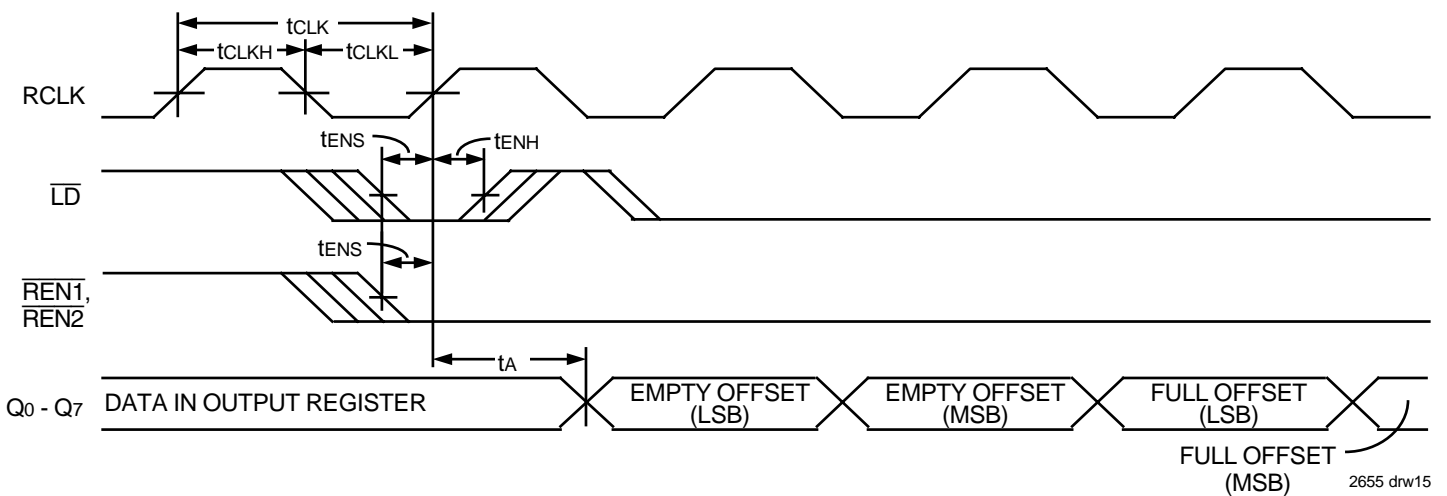 tCLK
tCLKH
tCLKL
RCLK
tENS
tENH
LD
tENS
REN1,
REN2
tA
Q0 - Q7
DATA IN OUTPUT REGISTER
EMPTY OFFSET
(LSB)
EMPTY OFFSET
(MSB)
FULL OFFSET
(LSB)
FULL OFFSET
(MSB)
2655 drw15